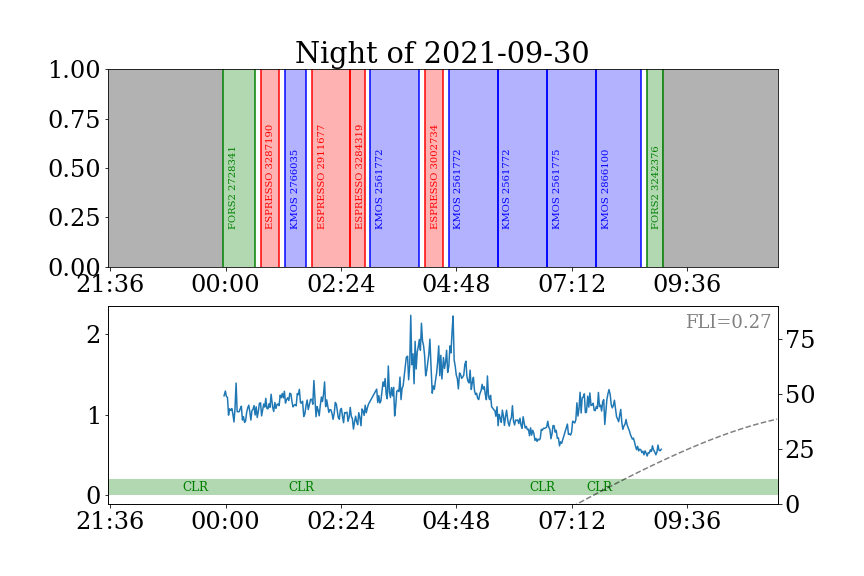 Night of 2021-09-30
1.00
0.75
0.50
0.25
0.00
FORS2 2728341
ESPRESSO 3287190
KMOS 2766035
ESPRESSO 2911677
ESPRESSO 3284319
KMOS 2561772
ESPRESSO 3002734
KMOS 2561772
KMOS 2561772
KMOS 2561775
KMOS 2866100
FORS2 3242376
21:36 00:00 02:24 04:48 07:12 09:36
FLI=0.27
2
1
0
75
50
25
0
CLR CLR CLR CLR
21:36 00:00 02:24 04:48 07:12 09:36